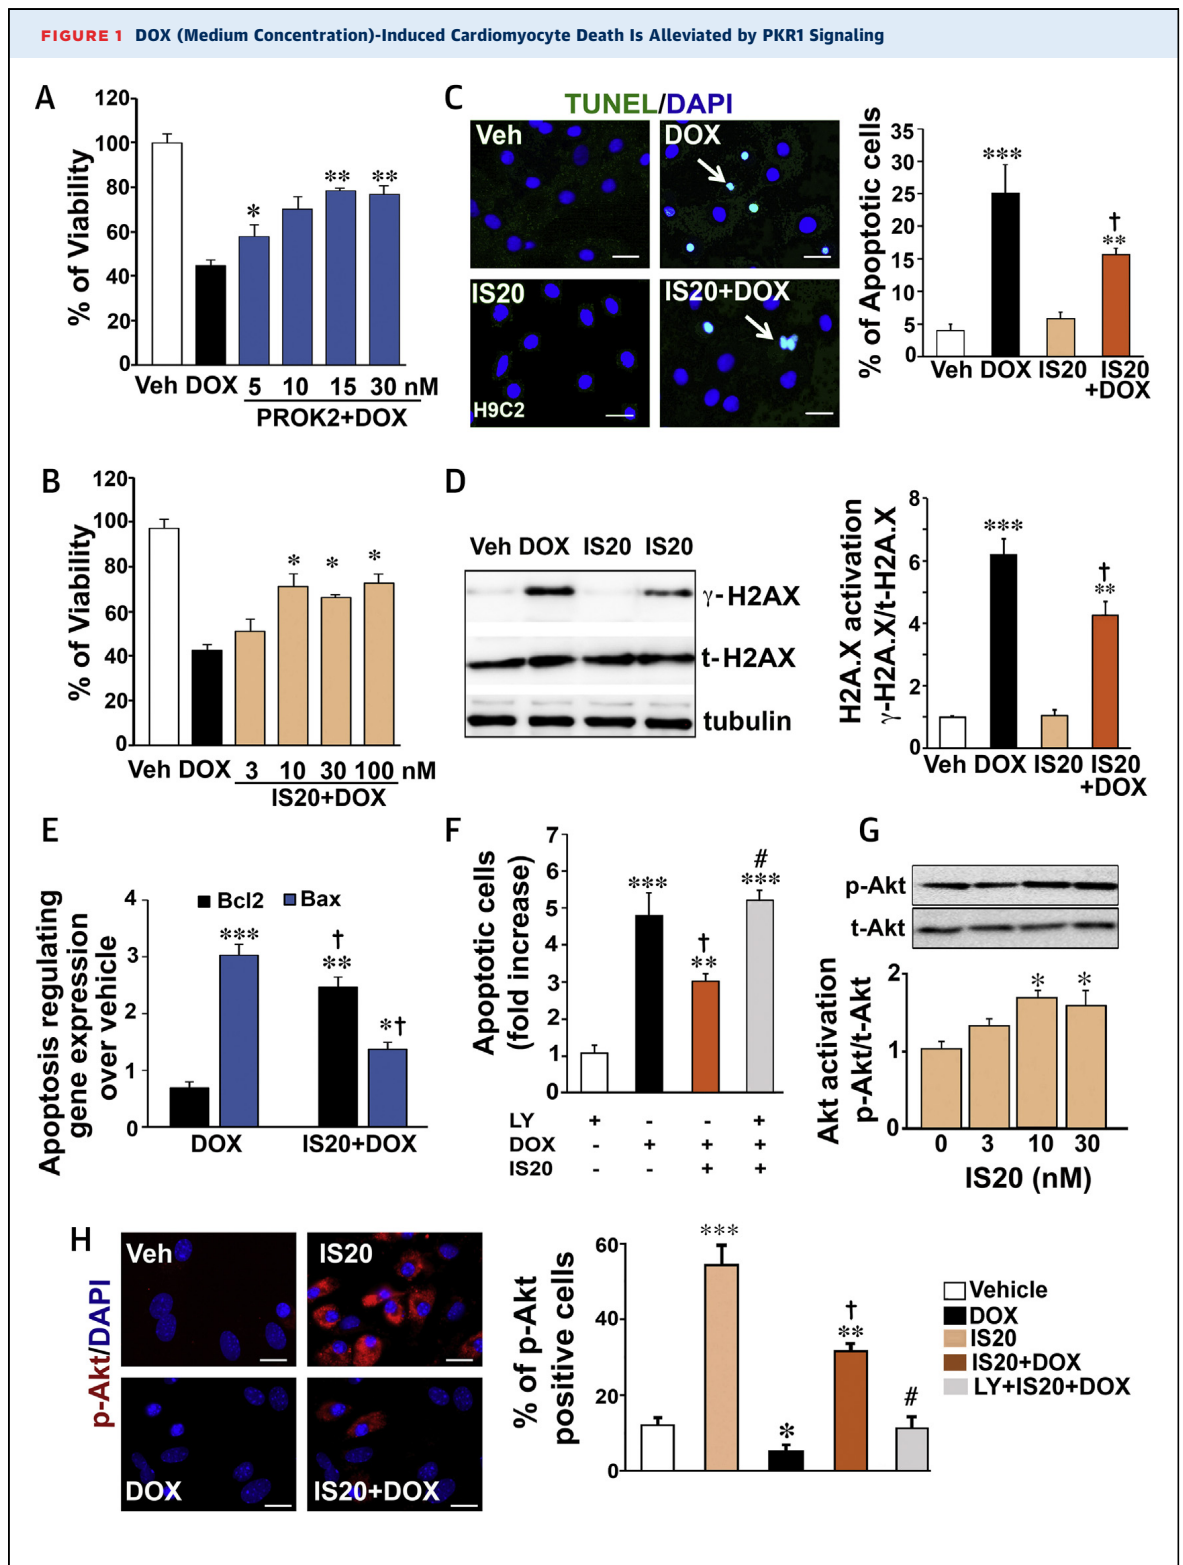 FIGURE 1 DOX (Medium Concentration)-Induced Cardiomyocyte Death Is Alleviated by PKR1 Signaling
A
% of Viability
120
100
80
60
40
20
0
*
**
**
Veh DOX 5 10 15 30 nM
PROK2+DOX
C
TUNEL/DAPI
Veh
DOX
IS20
IS20+DOX
H9C2
% of Apoptotic cells
35
30
25
20
15
10
5
0
***
†
**
Veh DOX IS20 IS20
+DOX
B
% of Viability
120
100
80
60
40
20
0
*
*
*
Veh DOX 3 10 30 100 nM
IS20+DOX
D
Veh DOX IS20 IS20
γ-H2AX
t-H2AX
tubulin
H2A.X activation
γ-H2A.X/t-H2A.X
8
6
4
2
0
***
†
**
Veh DOX IS20 IS20
+DOX
E
Apoptosis regulating
gene expression
over vehicle
4
3
2
1
0
Bcl2 Bax
***
†
**
*†
DOX IS20+DOX
F
Apoptotic cells
(fold increase)
7
6
5
4
3
2
1
0
***
†
**
#
***
LY + - - +
DOX - + + +
IS20 - - + +
G
p-Akt
t-Akt
Akt activation
p-Akt/t-Akt
2
1
0
*
*
0 3 10 30
IS20 (nM)
H
p-Akt/DAPI
Veh
IS20
DOX
IS20+DOX
% of p-Akt
positive cells
60
40
20
0
***
*
†
**
#
Vehicle
DOX
IS20
IS20+DOX
LY+IS20+DOX